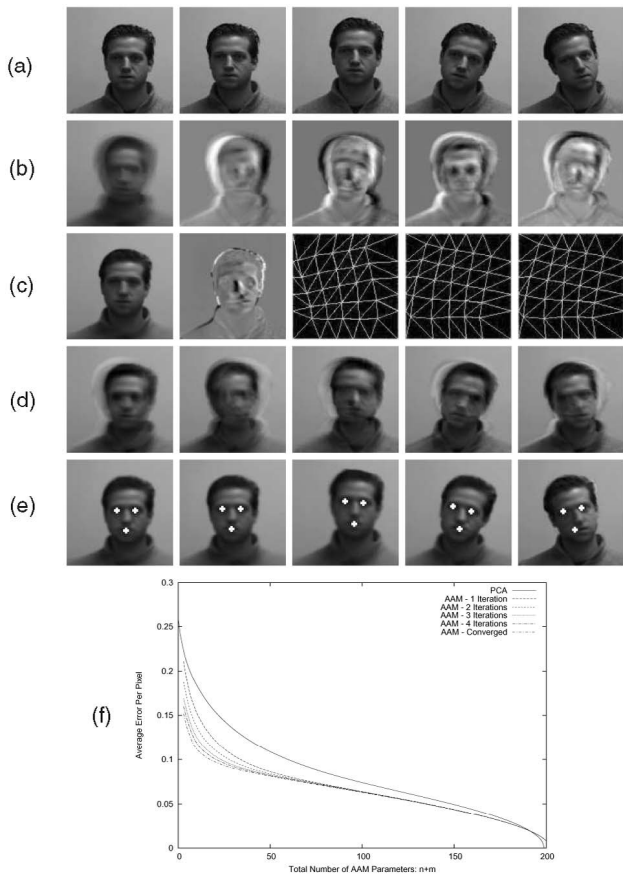 (a)
(b)
(c)
(d)
(e)
(f)
0.3
0.25
0.2
0.15
0.1
0.05
0
Average Error Per Pixel
PCA
AAM - 1 Iteration
AAM - 2 Iterations
AAM - 3 Iterations
AAM - 4 Iterations
AAM - Converged
0
50
100
150
200
Total Number of AAM Parameters: n+m